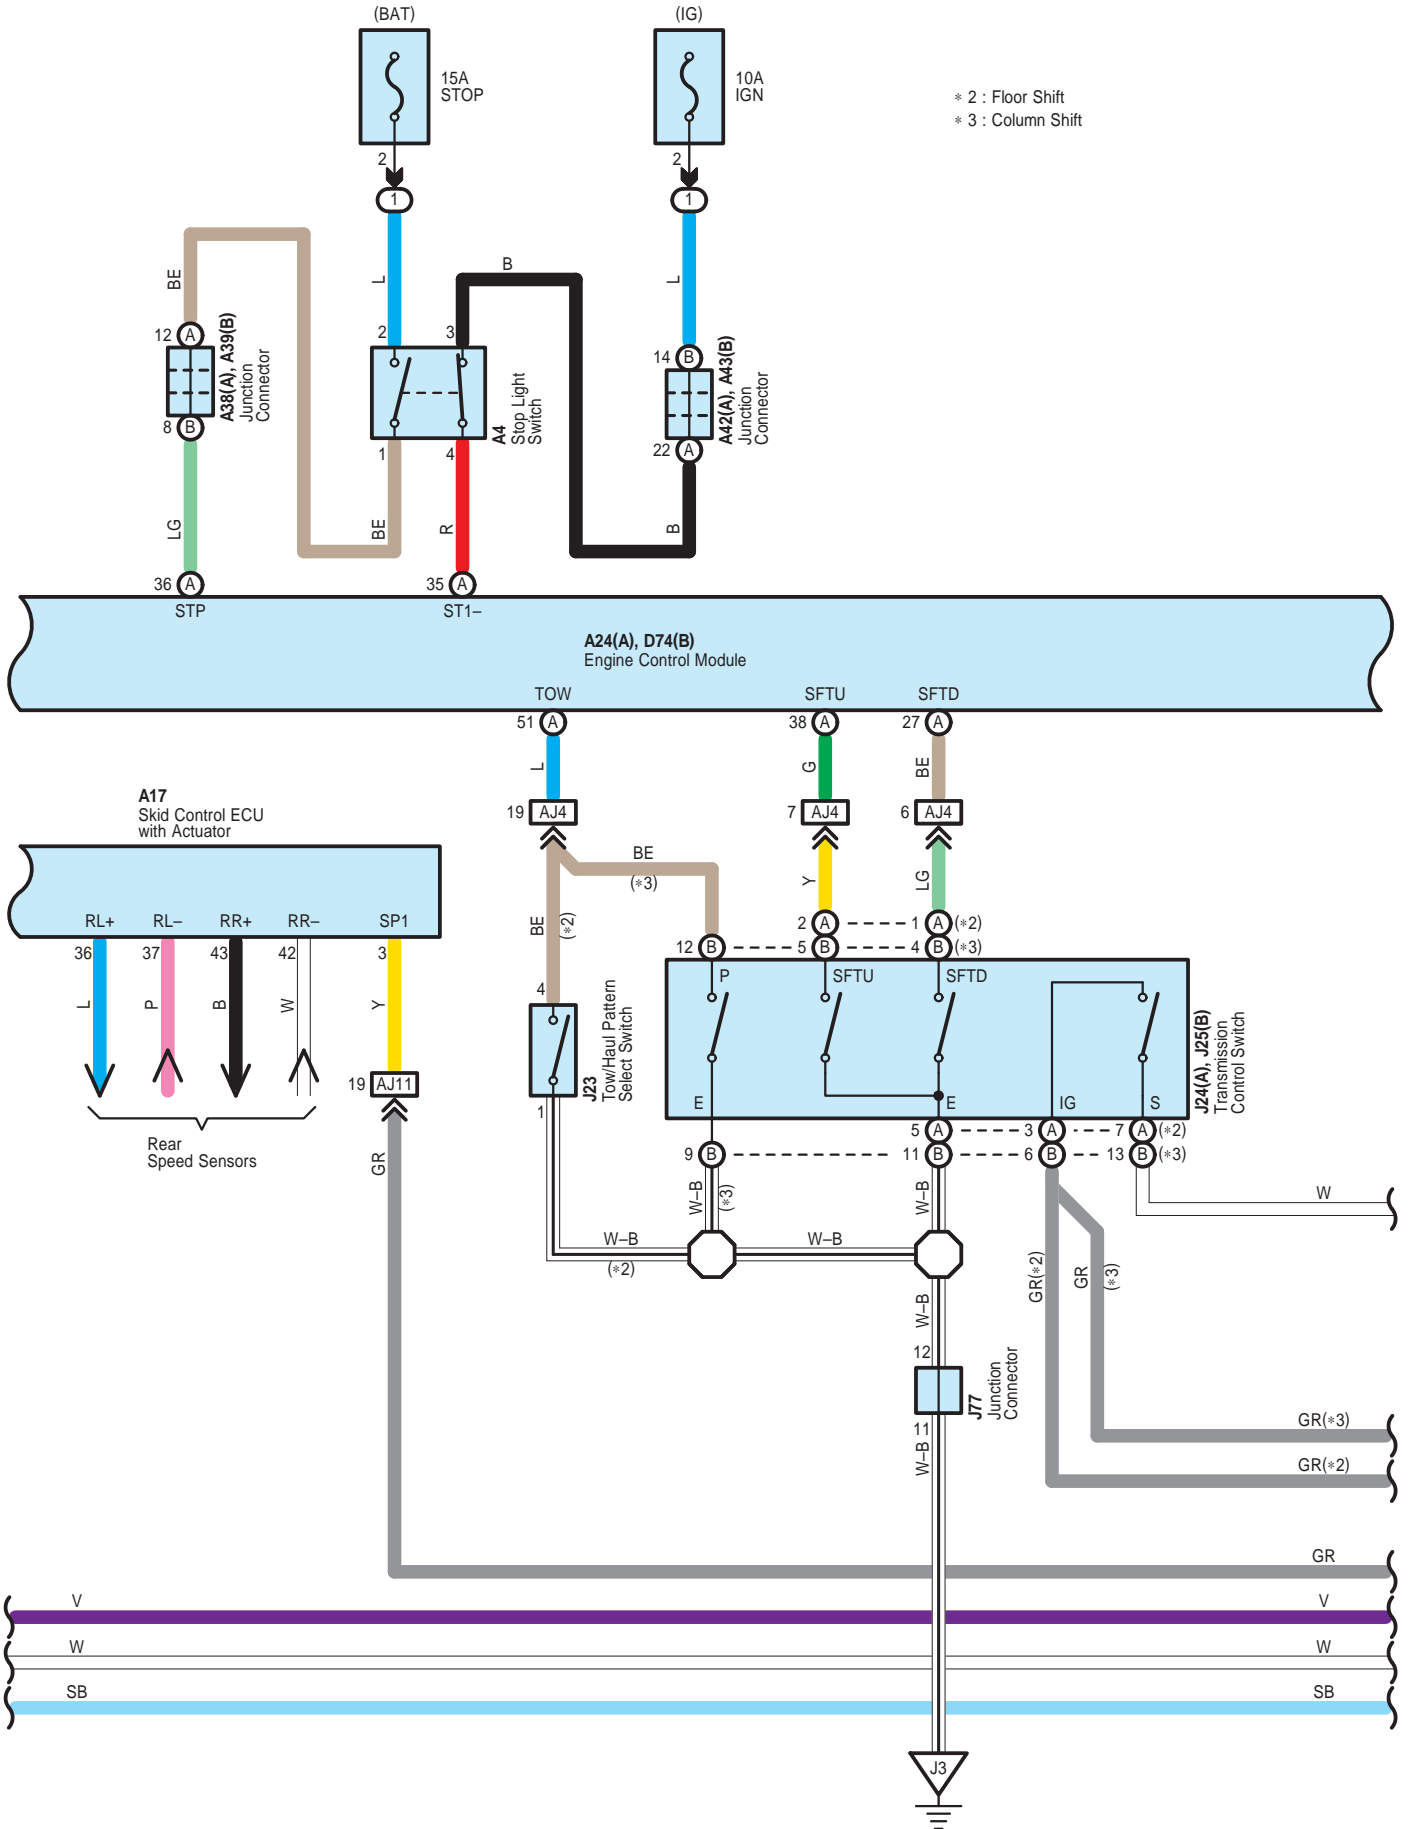 (BAT)
(IG)
15A
STOP
10A
IGN
∗ 2 : Floor Shift
∗ 3 : Column Shift
2
2
1
1
BE
L
B
L
12 A
2
3
14 B
A38(A), A39(B)
Junction
Connector
A4
Stop Light
Switch
A42(A), A43(B)
Junction
Connector
8 B
1
4
22 A
LG
BE
R
B
36 A
35 A
STP
ST1–
A24(A), D74(B)
Engine Control Module
TOW
SFTU
SFTD
51 A
38 A
27 A
L
G
BE
19 AJ4
7 AJ4
6 AJ4
A17
Skid Control ECU
with Actuator
BE
(∗3)
BE
(∗2)
Y
LG
RL+
RL–
RR+
RR–
SP1
36
37
43
42
3
L
P
B
W
Y
2 A
1 A (∗2)
12 B
5 B
4 B (∗3)
P
SFTU
SFTD
4
J23
Tow/Haul Pattern
Select Switch
1
J24(A), J25(B)
Transmission
Control Switch
E
E
IG
S
19 AJ11
Rear
Speed Sensors
GR
5 A
3 A
7 A (∗2)
9 B
11 B
6 B
13 B (∗3)
W–B
(∗3)
W–B
W
W–B
(∗2)
W–B
GR(∗2)
GR
(∗3)
W–B
12
J77
Junction
Connector
11
W–B
GR(∗3)
GR(∗2)
GR
V
V
W
W
SB
SB
J3